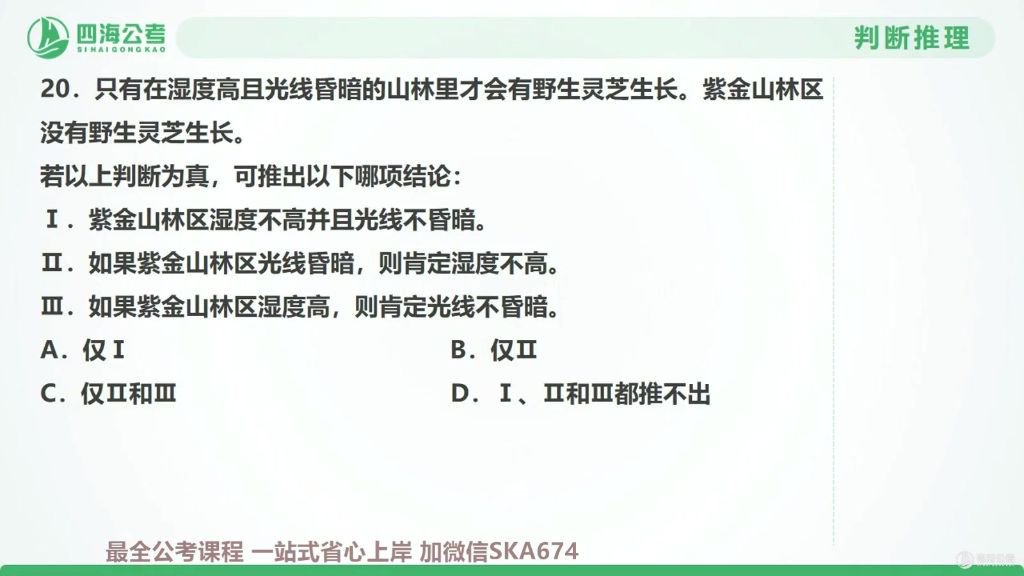 四海公考
SIHAIGONGKAO
判断推理
20．只有在湿度高且光线昏暗的山林里才会有野生灵芝生长。紫金山林区
没有野生灵芝生长。
若以上判断为真，可推出以下哪项结论：
Ⅰ．紫金山林区湿度不高并且光线不昏暗。
Ⅱ．如果紫金山林区光线昏暗，则肯定湿度不高。
Ⅲ．如果紫金山林区湿度高，则肯定光线不昏暗。
A．仅Ⅰ B．仅Ⅱ
C．仅Ⅱ和Ⅲ D．Ⅰ、Ⅱ和Ⅲ都推不出
最全公考课程 一站式省心上岸 加微信SKA674